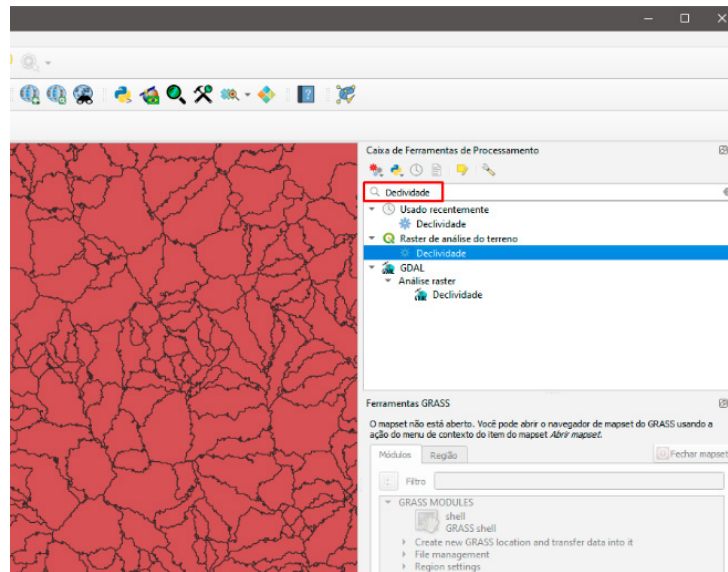 Caixa de Ferramentas de Processamento
Declividade
Usado recentemente
Declividade
Raster de análise do terreno
Declividade
GDAL
Análise raster
Declividade
Ferramentas GRASS
O mapset não está aberto. Você pode abrir o navegador de mapset do GRASS usando a
ação do menu de contexto do item do mapset Abrir mapset.
Módulos
Região
Fechar mapset
Filtro
GRASS MODULES
shell
GRASS shell
Create new GRASS location and transfer data into it
File management
Region settings